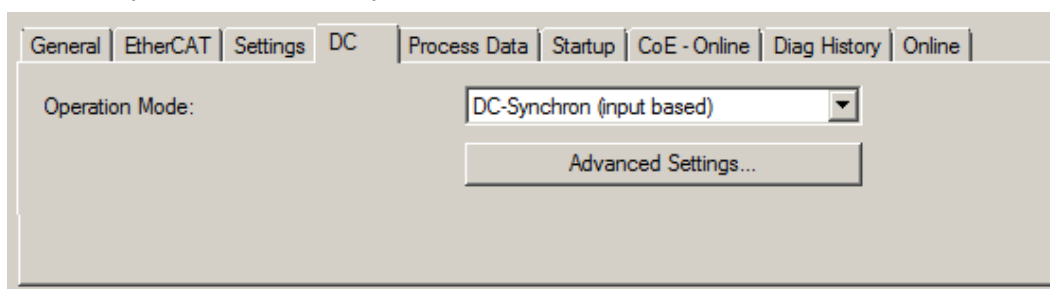 General EtherCAT Settings DC Process Data Startup CoE - Online Diag History Online
Operation Mode: DC-Synchron (input based)
Advanced Settings...